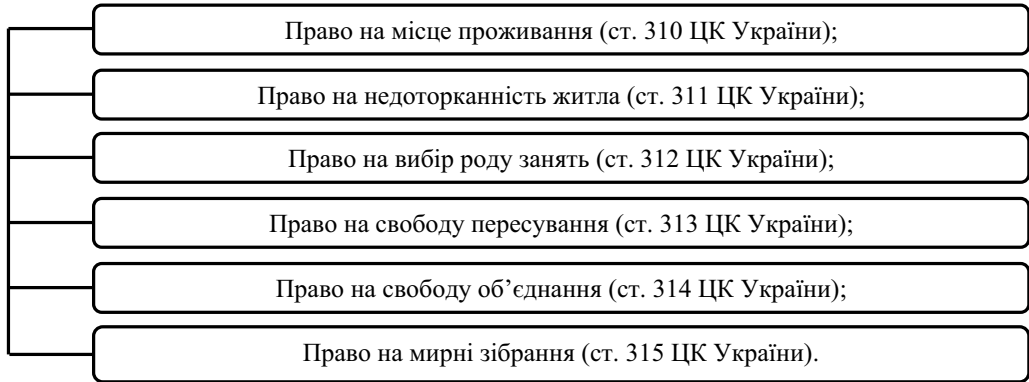 Право на місце проживання (ст. 310 ЦК України);
Право на недоторканність житла (ст. 311 ЦК України);
Право на вибір роду занять (ст. 312 ЦК України);
Право на свободу пересування (ст. 313 ЦК України);
Право на свободу об’єднання (ст. 314 ЦК України);
Право на мирні зібрання (ст. 315 ЦК України).